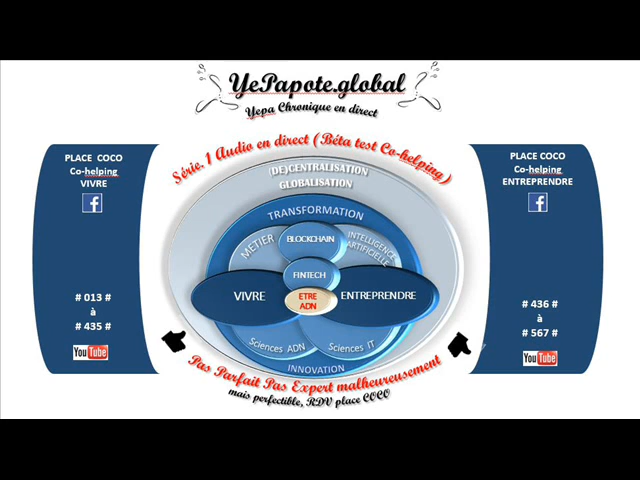 YePapote.global
Yepa Chronique en direct
Série, 1 Audio en direct (Béta test Co-helping)
PLACE COCO
Co-helping
VIVRE
# 013 #
à
# 435 #
YouTube
(DE)CENTRALISATION
GLOBALISATION
TRANSFORMATION
METIER
BLOCKCHAIN
INTELLIGENCE
ARTIFICIELLE
FINTECH
VIVRE
ETRE
ADN
ENTREPRENDRE
Sciences ADN
Sciences IT
INNOVATION
PLACE COCO
Co-helping
ENTREPRENDRE
# 436 #
à
# 567 #
YouTube
Pas Parfait Pas Expert malheureusement
mais perfectible, RDV place COCO